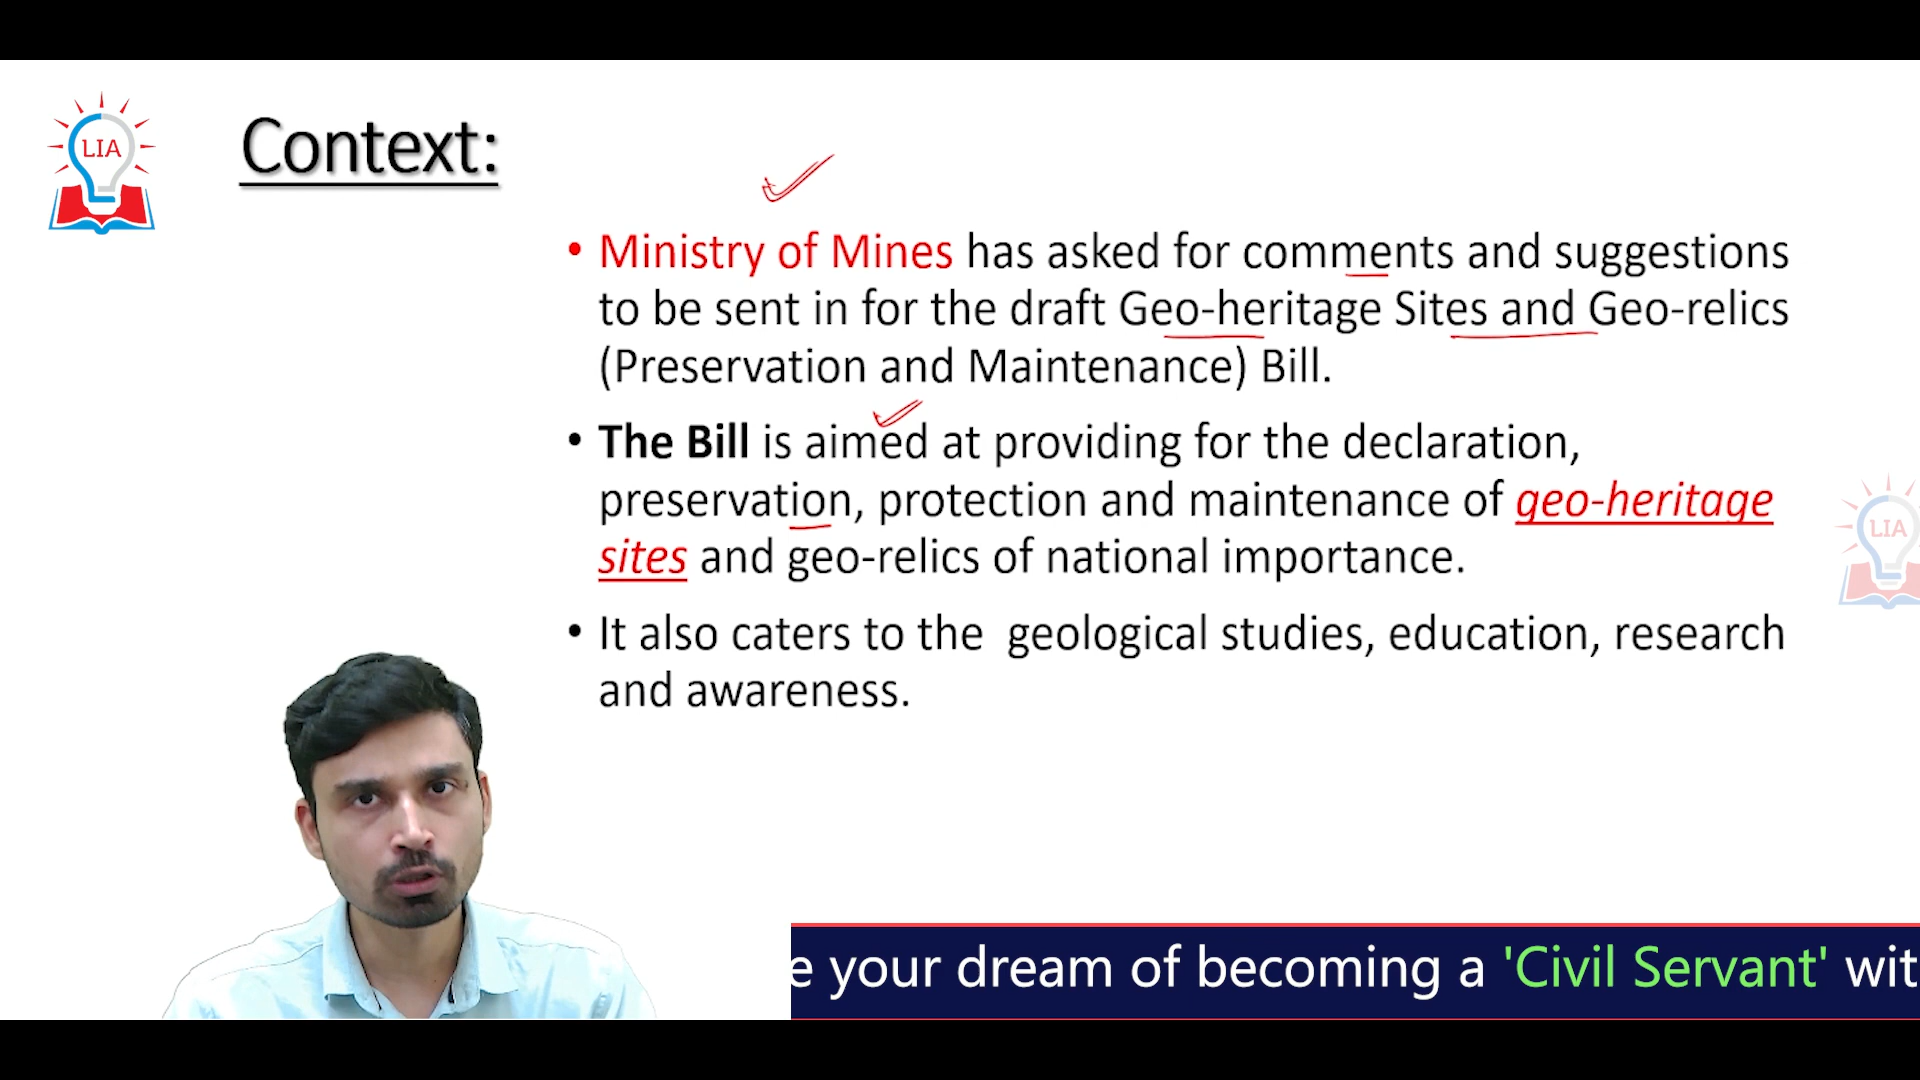 LIA
Context:
• Ministry of Mines has asked for comments and suggestions
to be sent in for the draft Geo-heritage Sites and Geo-relics
(Preservation and Maintenance) Bill.
• The Bill is aimed at providing for the declaration,
preservation, protection and maintenance of geo-heritage
sites and geo-relics of national importance.
• It also caters to the geological studies, education, research
and awareness.
LIA
e your dream of becoming a 'Civil Servant' wit